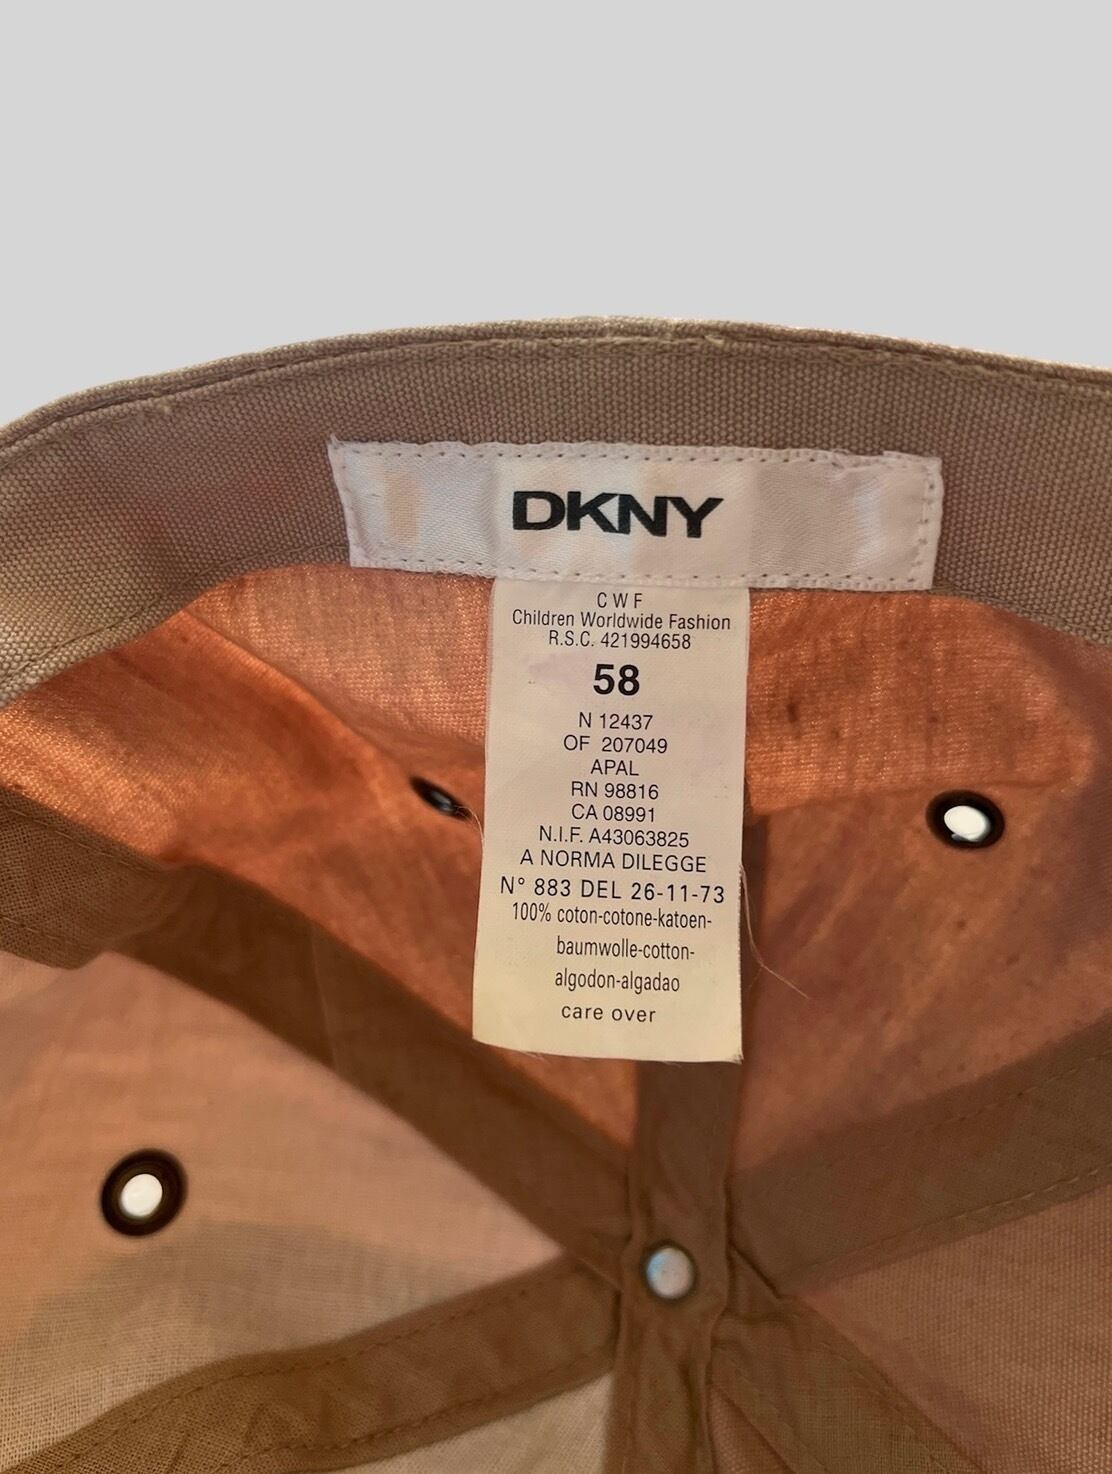 DKNY
C W F
Children Worldwide Fashion
R.S.C. 421994658
58
N 12437
OF 207049
APAL
RN 98816
CA 08991
N.I.F. A43063825
A NORMA DILEGGE
N° 883 DEL 26-11-73
100% coton-cotone-katoen-
baumwolle-cotton-
algodon-algadao
care over